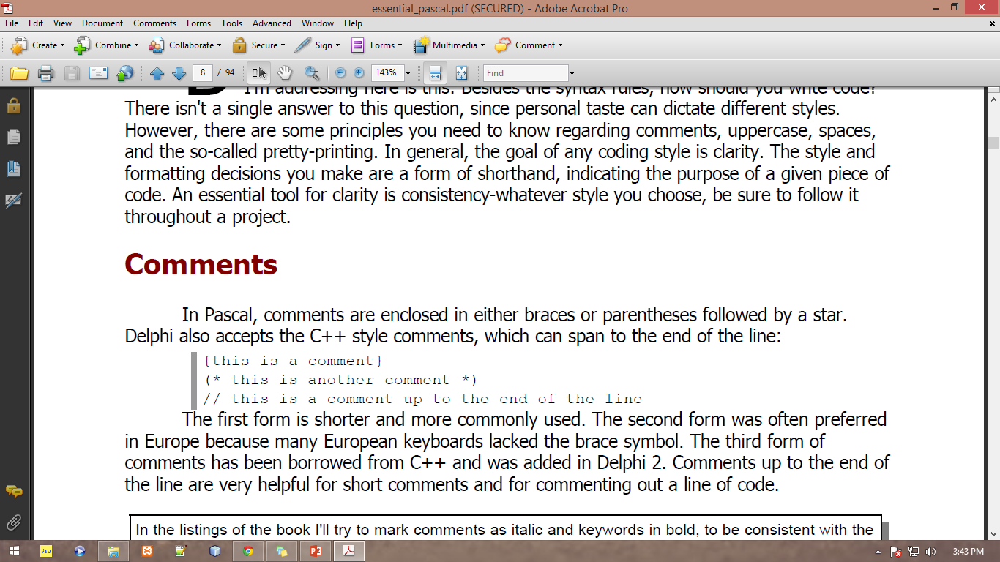 essential_pascal.pdf (SECURED) - Adobe Acrobat Pro
File Edit View Document Comments Forms Tools Advanced Window Help
Create Combine Collaborate Secure Sign Forms Multimedia Comment
8 / 94 143% Find
I'm addressing here is this: Besides the syntax rules, how should you write code?
There isn't a single answer to this question, since personal taste can dictate different styles.
However, there are some principles you need to know regarding comments, uppercase, spaces,
and the so-called pretty-printing. In general, the goal of any coding style is clarity. The style and
formatting decisions you make are a form of shorthand, indicating the purpose of a given piece of
code. An essential tool for clarity is consistency-whatever style you choose, be sure to follow it
throughout a project.
Comments
In Pascal, comments are enclosed in either braces or parentheses followed by a star.
Delphi also accepts the C++ style comments, which can span to the end of the line:
{this is a comment}
(* this is another comment *)
// this is a comment up to the end of the line
The first form is shorter and more commonly used. The second form was often preferred
in Europe because many European keyboards lacked the brace symbol. The third form of
comments has been borrowed from C++ and was added in Delphi 2. Comments up to the end of
the line are very helpful for short comments and for commenting out a line of code.
In the listings of the book I'll try to mark comments as italic and keywords in bold, to be consistent with the
3:43 PM